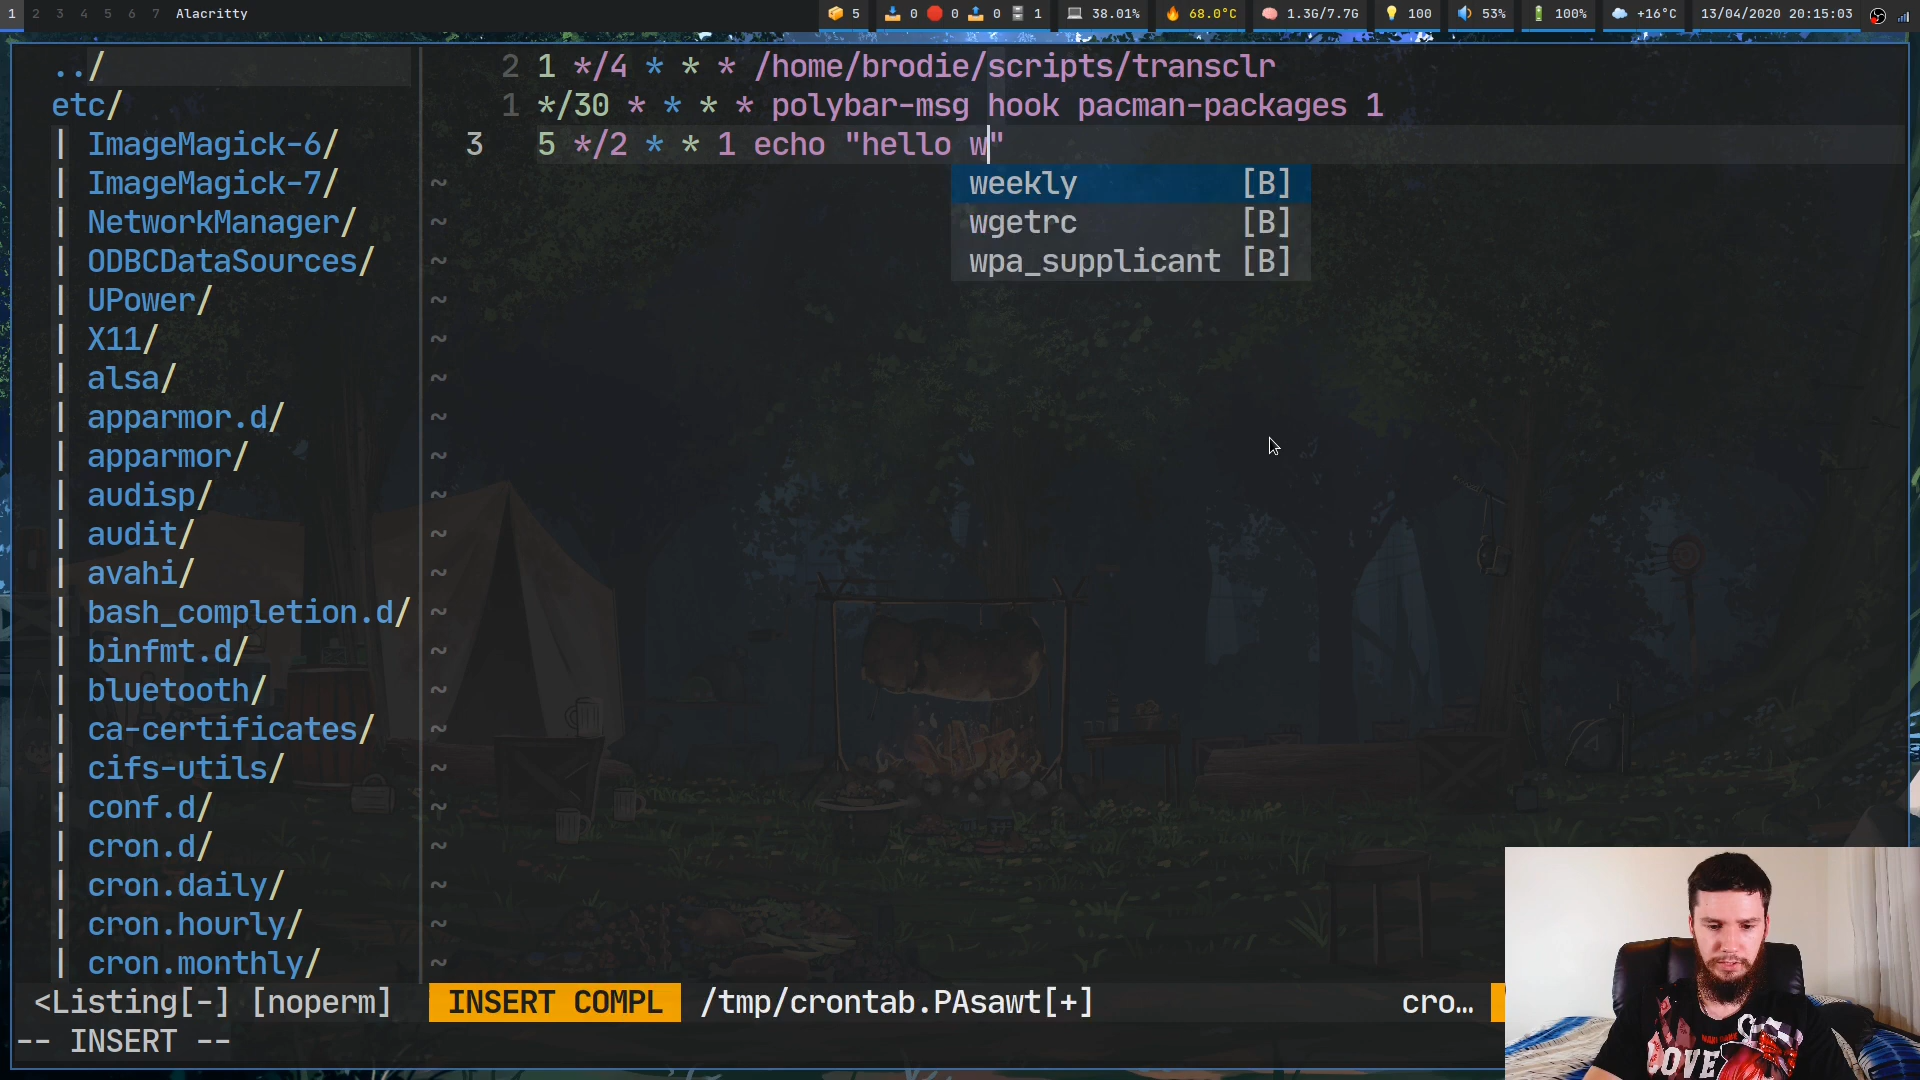 1 2 3 4 5 6 7 Alacritty 5 0 0 0 1 38.01% 68.0°C 1.3G/7.7G 100 53% 100% +16°C 13/04/2020 20:15:03
../
etc/
| ImageMagick-6/
| ImageMagick-7/
| NetworkManager/
| ODBCDataSources/
| UPower/
| X11/
| alsa/
| apparmor.d/
| apparmor/
| audisp/
| audit/
| avahi/
| bash_completion.d/
| binfmt.d/
| bluetooth/
| ca-certificates/
| cifs-utils/
| conf.d/
| cron.d/
| cron.daily/
| cron.hourly/
| cron.monthly/
2 1 */4 * * * /home/brodie/scripts/transclr
1 */30 * * * * polybar-msg hook pacman-packages 1
3 5 */2 * * 1 echo "hello w"
weekly [B]
wgetrc [B]
wpa_supplicant [B]
<Listing[-] [noperm] INSERT COMPL /tmp/crontab.PAsawt[+] cro…
-- INSERT --
LOVE